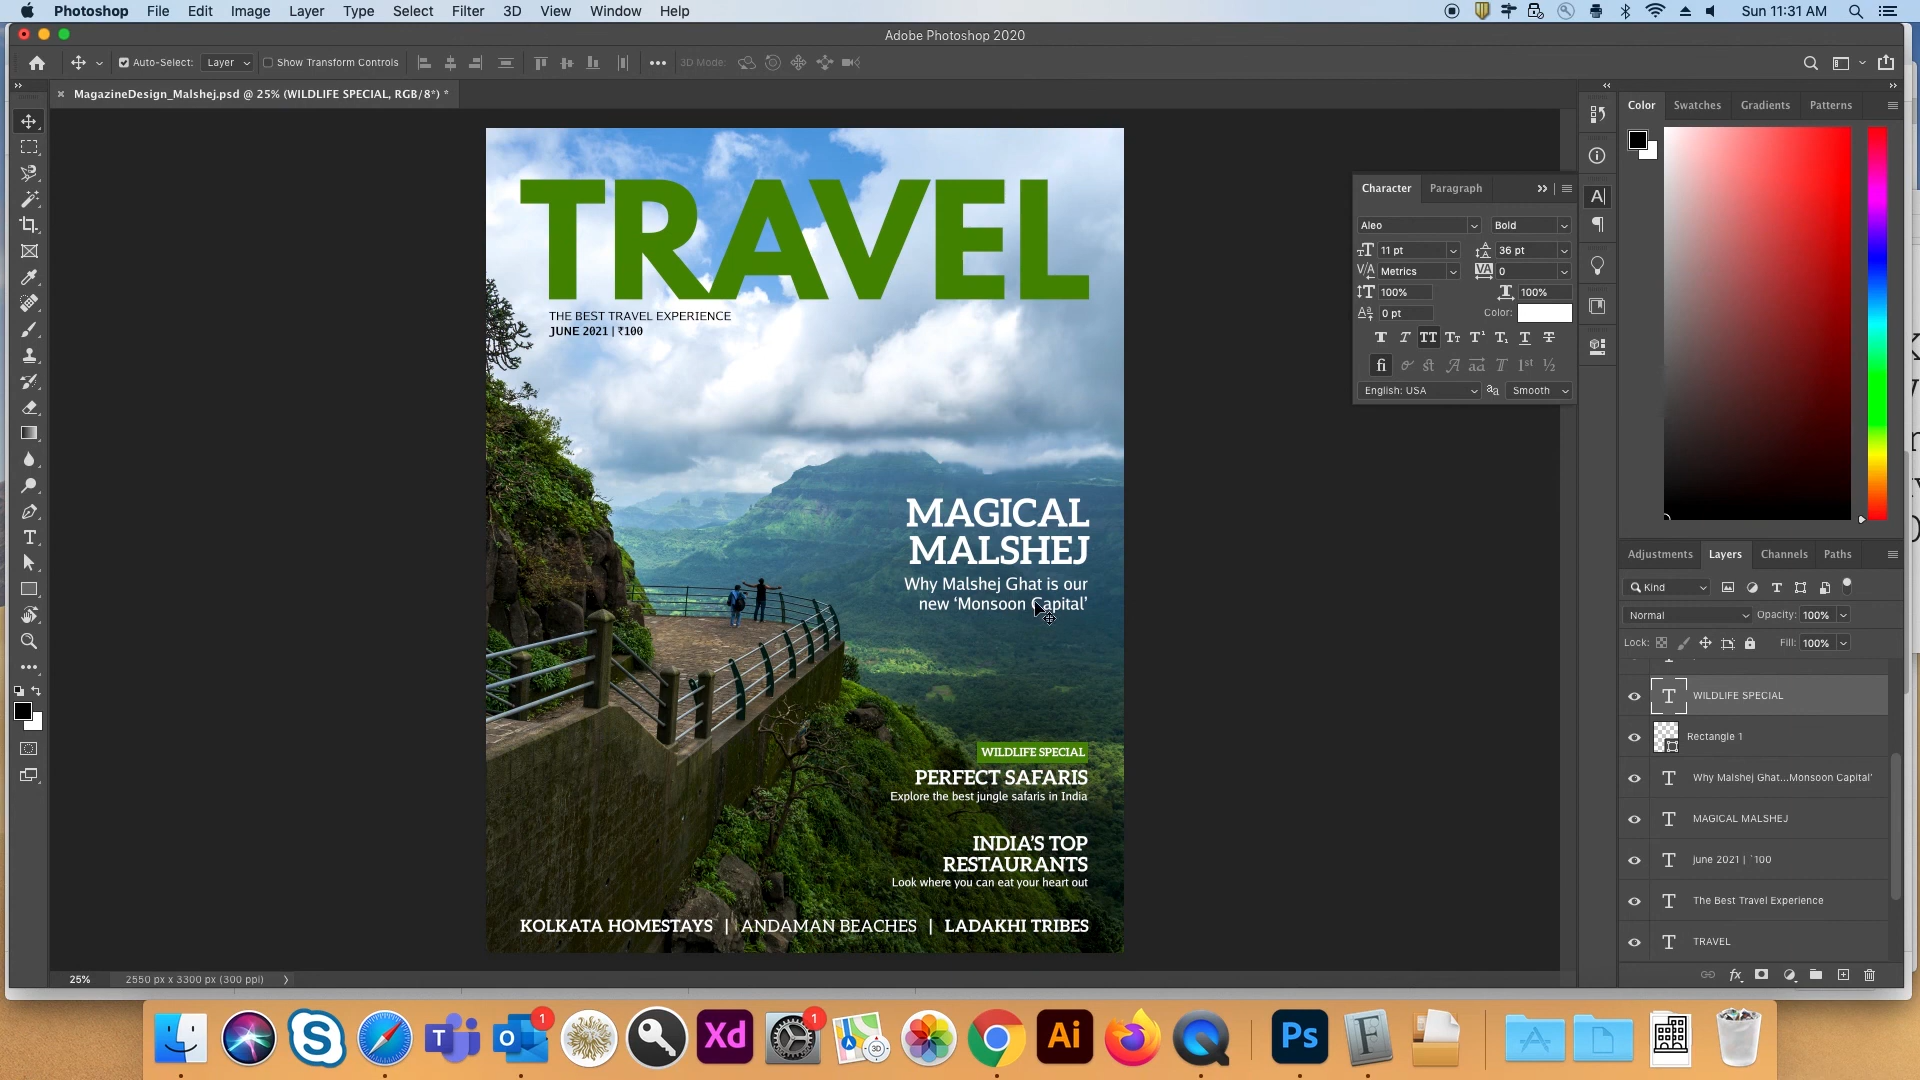 Photoshop File Edit Image Layer Type Select Filter 3D View Window Help Sun 11:31 AM
Adobe Photoshop 2020
Auto-Select: Layer Show Transform Controls 3D Mode:
MagazineDesign_Malshej.psd @ 25% (WILDLIFE SPECIAL, RGB/8*) *
Color Swatches Gradients Patterns
TRAVEL
THE BEST TRAVEL EXPERIENCE
JUNE 2021 | ₹100
MAGICAL
MALSHEJ
Why Malshej Ghat is our
new ‘Monsoon Capital’
WILDLIFE SPECIAL
PERFECT SAFARIS
Explore the best jungle safaris in India
INDIA’S TOP
RESTAURANTS
Look where you can eat your heart out
KOLKATA HOMESTAYS | ANDAMAN BEACHES | LADAKHI TRIBES
Character Paragraph
Aleo Bold
11 pt 36 pt
Metrics 0
100% 100%
0 pt Color:
English: USA Smooth
Adjustments Layers Channels Paths
Kind
Normal Opacity: 100%
Lock: Fill: 100%
WILDLIFE SPECIAL
Rectangle 1
Why Malshej Ghat...Monsoon Capital’
MAGICAL MALSHEJ
june 2021 | `100
The Best Travel Experience
TRAVEL
25% 2550 px x 3300 px (300 ppi)
1
1
Xd
3D
Ai
Ps